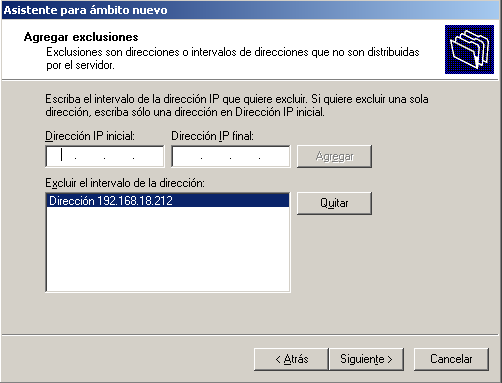 Asistente para ámbito nuevo
Agregar exclusiones
Exclusiones son direcciones o intervalos de direcciones que no son distribuidas
por el servidor.
Escriba el intervalo de la dirección IP que quiere excluir. Si quiere excluir una sola
dirección, escriba sólo una dirección en Dirección IP inicial.
Dirección IP inicial: Dirección IP final:
. . . . . . Agregar
Excluir el intervalo de la dirección:
Dirección 192.168.18.212 Quitar
< Atrás Siguiente > Cancelar